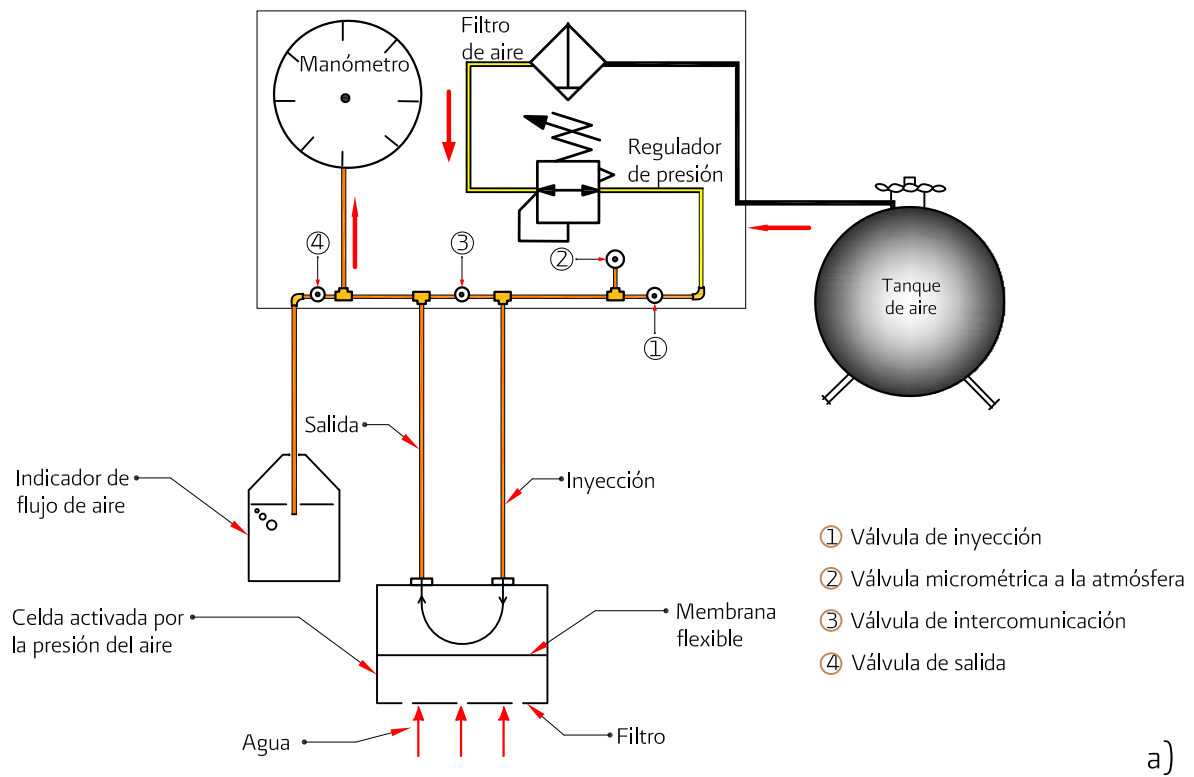 Filtro
de aire
Manómetro
Regulador
de presión
④
③
②
①
Tanque
de aire
Salida
Inyección
Indicador de
flujo de aire
① Válvula de inyección
② Válvula micrométrica a la atmósfera
③ Válvula de intercomunicación
④ Válvula de salida
Celda activada por
la presión del aire
Membrana
flexible
Agua
Filtro
a)